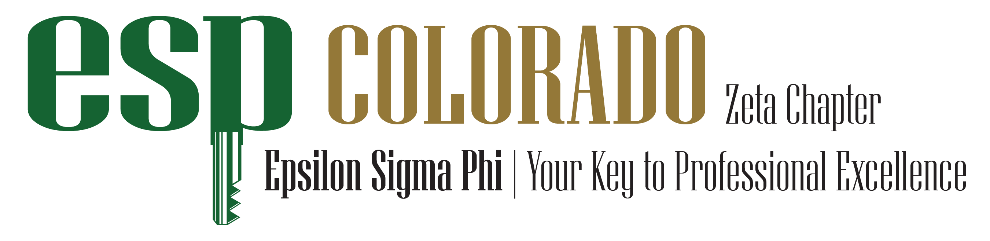 esp COLORADO Zeta Chapter
Epsilon Sigma Phi | Your Key to Professional Excellence